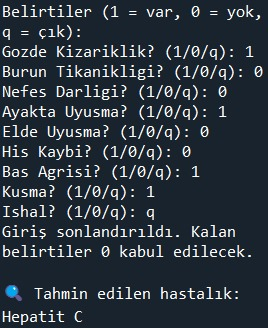 Belirtiler (1 = var, 0 = yok,
q = çık):
Gozde Kizariklik? (1/0/q): 1
Burun Tikanikligi? (1/0/q): 0
Nefes Darligi? (1/0/q): 0
Ayakta Uyusma? (1/0/q): 1
Elde Uyusma? (1/0/q): 0
His Kaybi? (1/0/q): 0
Bas Agrisi? (1/0/q): 1
Kusma? (1/0/q): 1
Ishal? (1/0/q): q
Giriş sonlandırıldı. Kalan
belirtiler 0 kabul edilecek.
🔍 Tahmin edilen hastalık:
Hepatit C